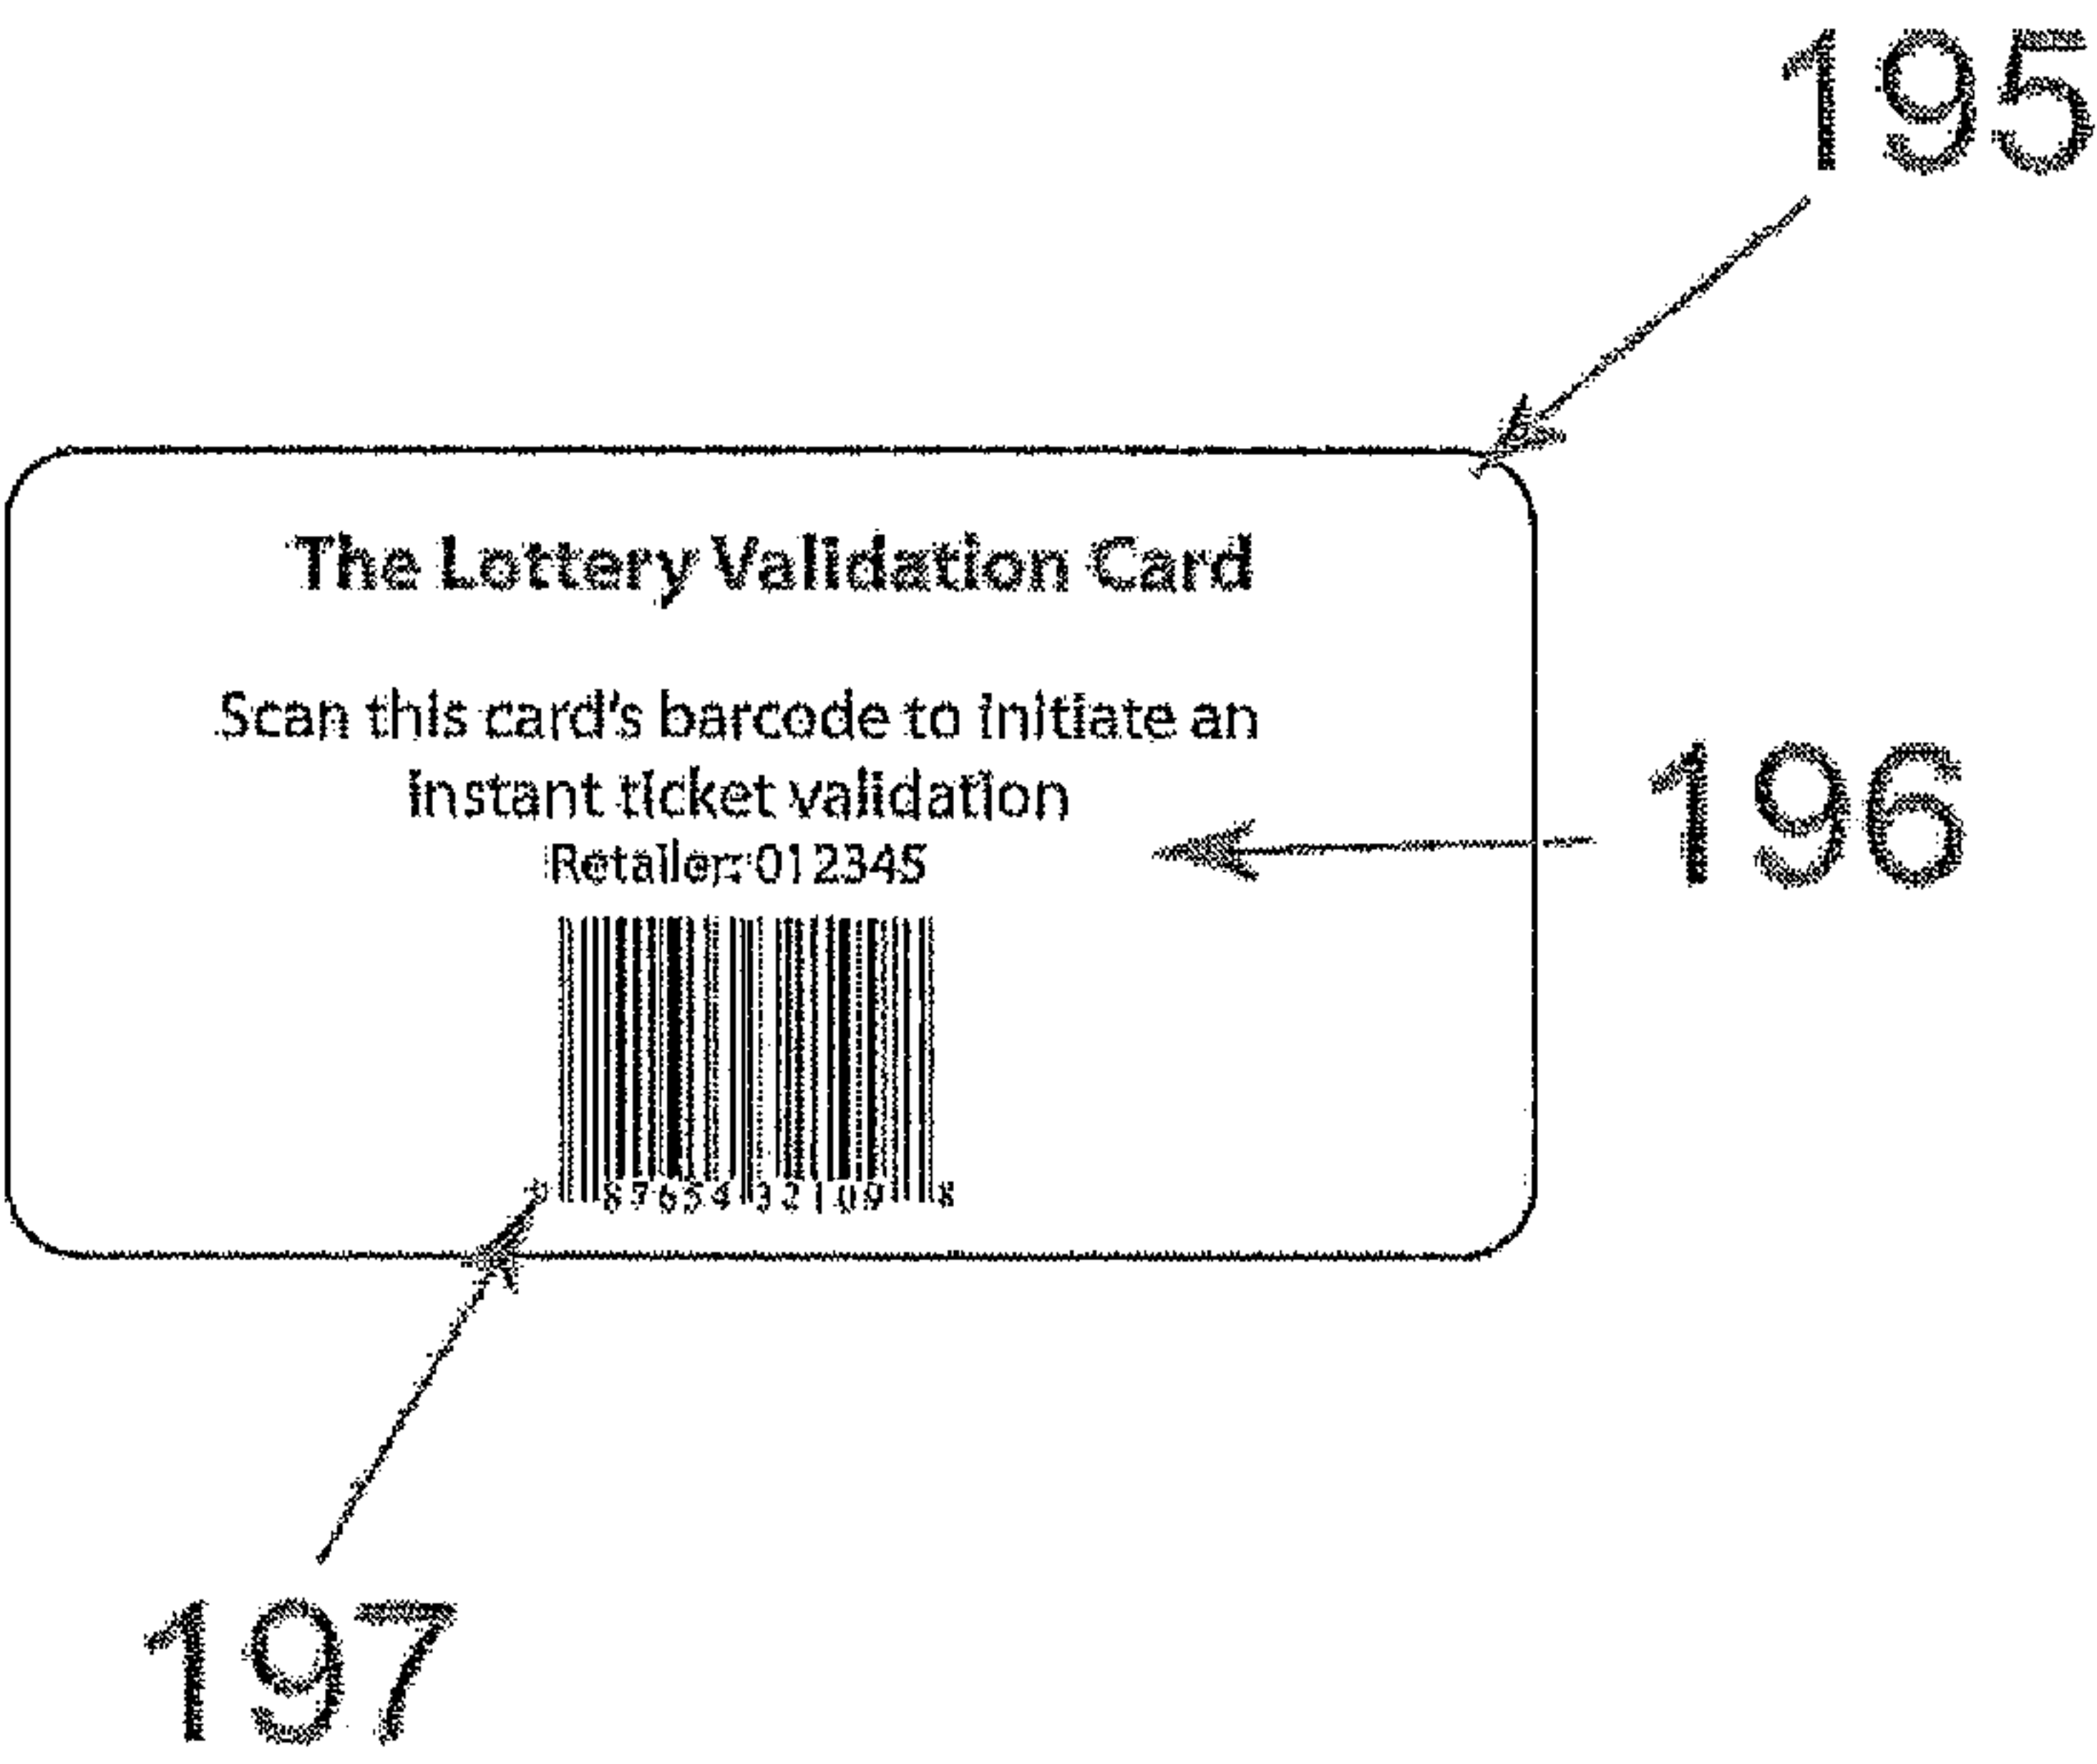 195
The Lottery Validation Card
Scan this card's barcode to initiate an
instant ticket validation
196
Retailer: 012345
87654 32109 8
197